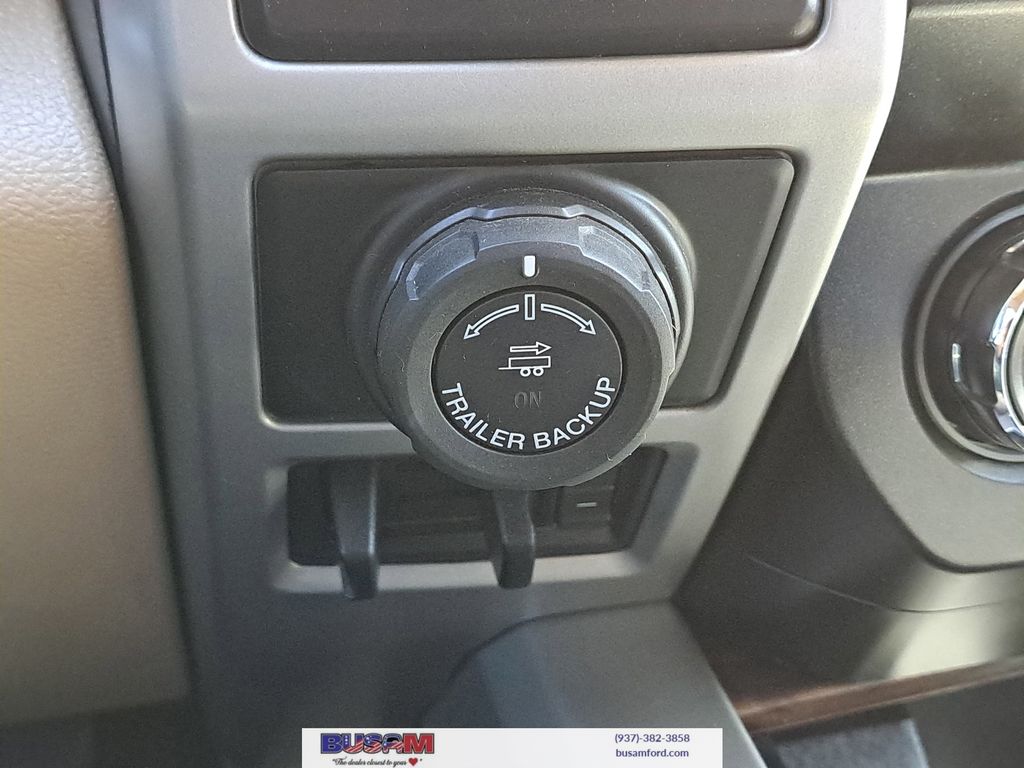 ON
TRAILER BACKUP
BUSAM
"The dealer closest to your ♥"
(937)-382-3858
busamford.com